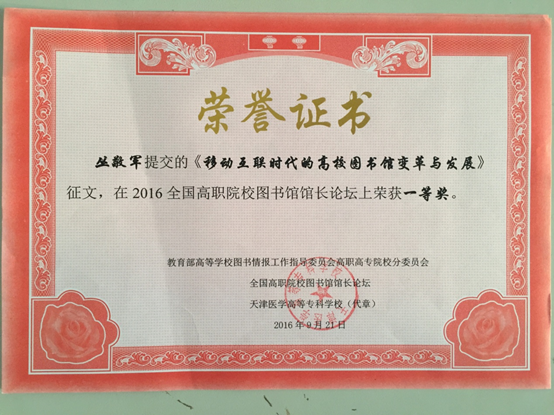 荣誉证书
丛敬军提交的《移动互联时代的高校图书馆变革与发展》
征文，在2016全国高职院校图书馆馆长论坛上荣获一等奖。
教育部高等学校图书情报工作指导委员会高职高专院校分委员会
全国高职院校图书馆馆长论坛
天津医学高等专科学校（代章）
2016年9月21日